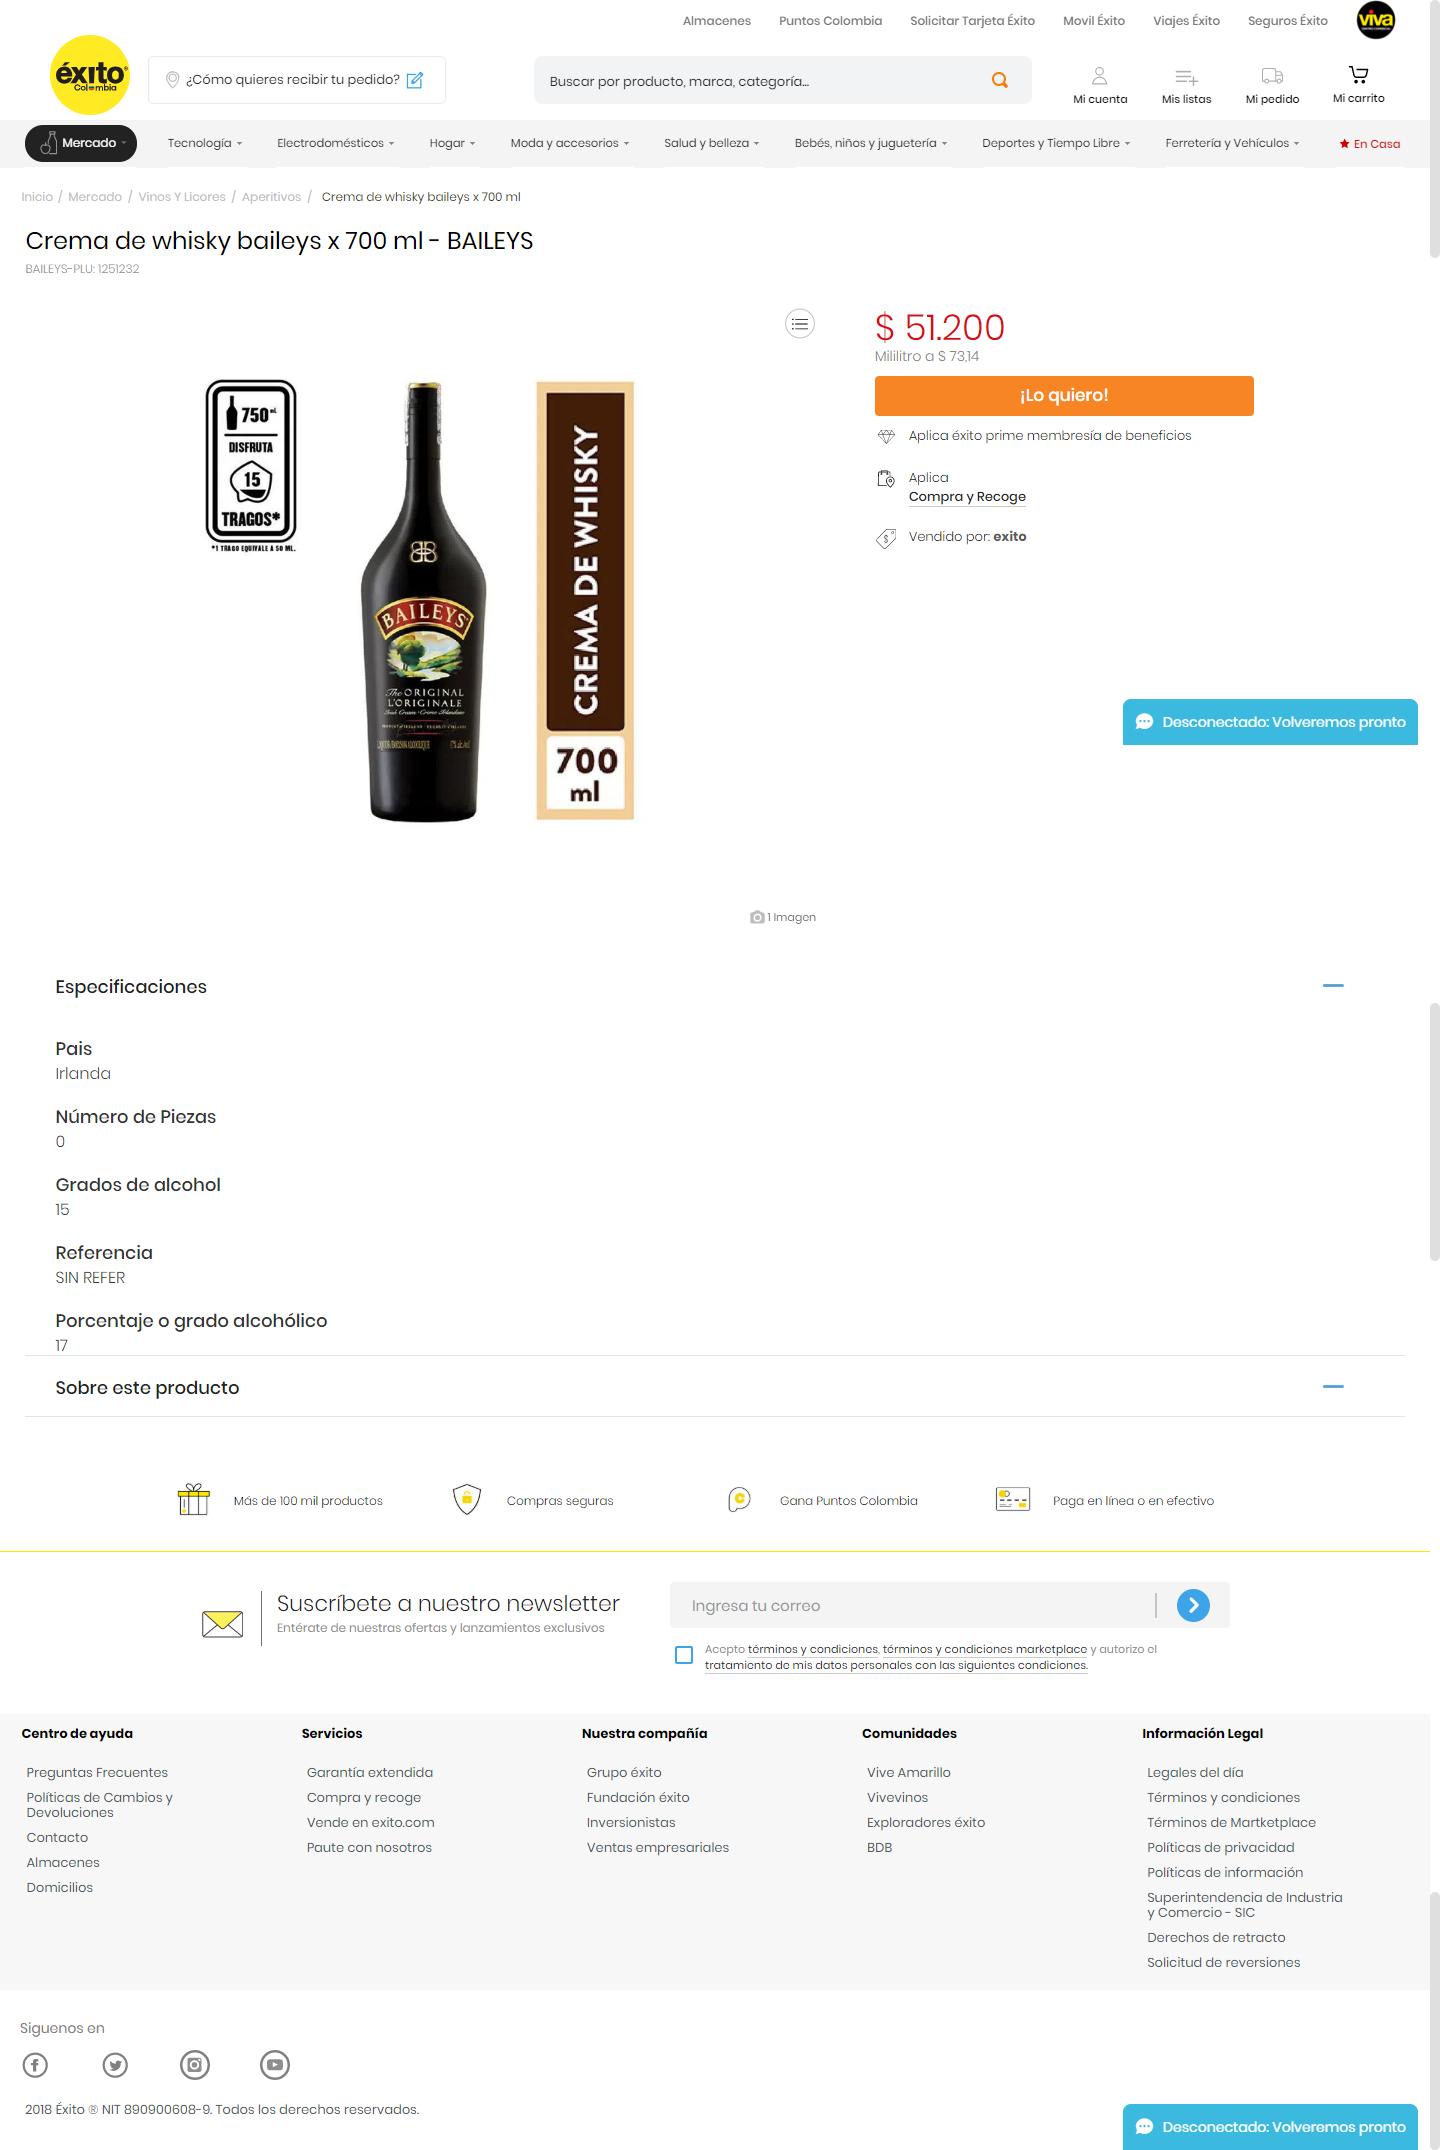 Almacenes Puntos Colombia Solicitar Tarjeta Éxito Movil Éxito Viajes Éxito Seguros Éxito viva
éxito
Colombia
¿Cómo quieres recibir tu pedido?
Buscar por producto, marca, categoría...
Mi cuenta Mis listas Mi pedido Mi carrito
Mercado Tecnología Electrodomésticos Hogar Moda y accesorios Salud y belleza Bebés, niños y juguetería Deportes y Tiempo Libre Ferretería y Vehículos En Casa
Inicio / Mercado / Vinos Y Licores / Aperitivos / Crema de whisky baileys x 700 ml
Crema de whisky baileys x 700 ml - BAILEYS
BAILEYS-PLU: 1251232
750 mL
DISFRUTA
15
TRAGOS*
*1 TRAGO EQUIVALE A 50 ML.
BAILEYS
The ORIGINAL
L'ORIGINALE
CREMA DE WHISKY
700
ml
$ 51.200
Mililitro a $ 73,14
¡Lo quiero!
Aplica éxito prime membresía de beneficios
Aplica
Compra y Recoge
Vendido por: exito
Desconectado: Volveremos pronto
1 Imagen
Especificaciones
Pais
Irlanda
Número de Piezas
0
Grados de alcohol
15
Referencia
SIN REFER
Porcentaje o grado alcohólico
17
Sobre este producto
Más de 100 mil productos Compras seguras Gana Puntos Colombia Paga en línea o en efectivo
Suscríbete a nuestro newsletter
Entérate de nuestras ofertas y lanzamientos exclusivos
Ingresa tu correo
Acepto términos y condiciones, términos y condiciones marketplace y autorizo el
tratamiento de mis datos personales con las siguientes condiciones.
Centro de ayuda
Preguntas Frecuentes
Políticas de Cambios y
Devoluciones
Contacto
Almacenes
Domicilios
Servicios
Garantía extendida
Compra y recoge
Vende en exito.com
Paute con nosotros
Nuestra compañía
Grupo éxito
Fundación éxito
Inversionistas
Ventas empresariales
Comunidades
Vive Amarillo
Vivevinos
Exploradores éxito
BDB
Información Legal
Legales del día
Términos y condiciones
Términos de Martketplace
Políticas de privacidad
Políticas de información
Superintendencia de Industria
y Comercio - SIC
Derechos de retracto
Solicitud de reversiones
Siguenos en
2018 Éxito ® NIT 890900608-9. Todos los derechos reservados.
Desconectado: Volveremos pronto